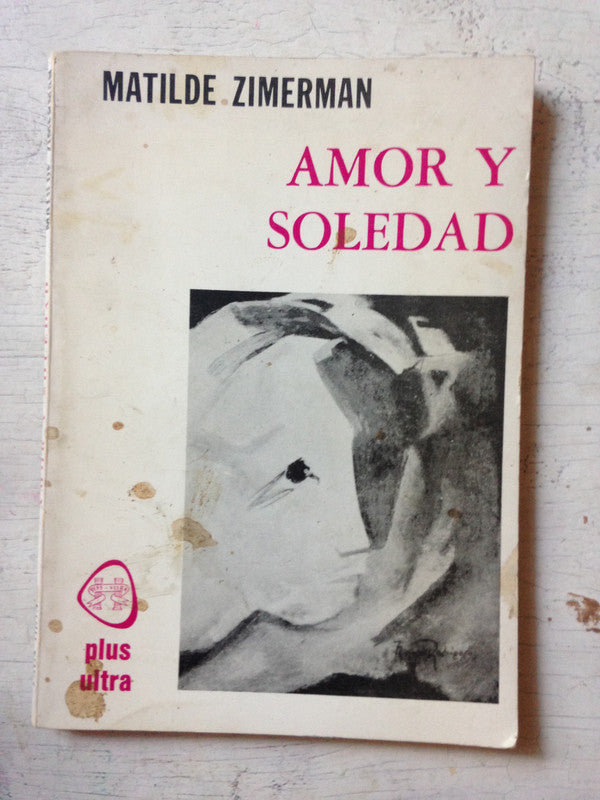 MATILDE ZIMERMAN
AMOR Y
SOLEDAD
plus
ultra